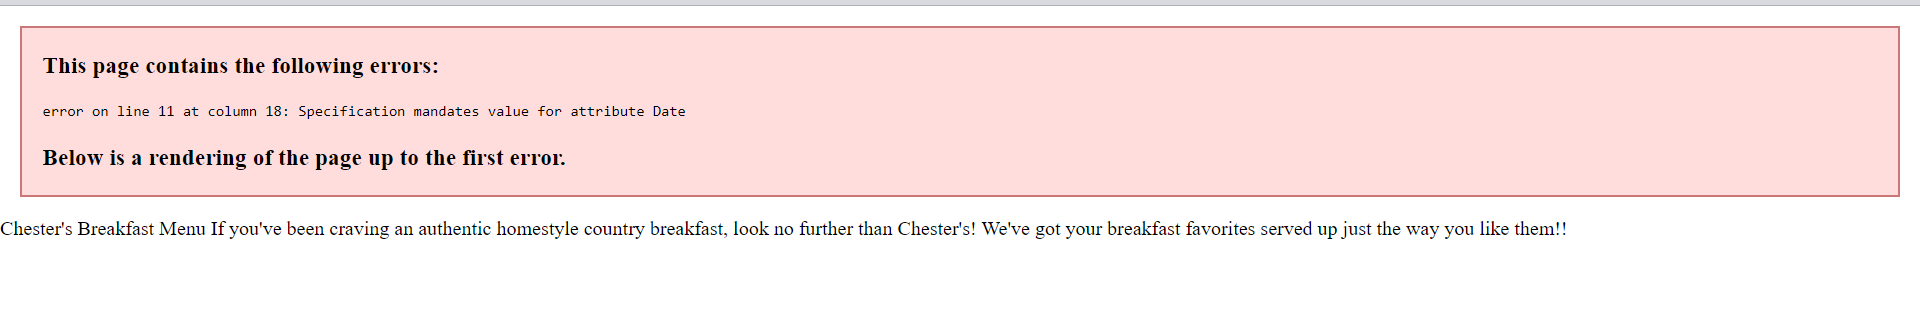 This page contains the following errors:
error on line 11 at column 18: Specification mandates value for attribute Date
Below is a rendering of the page up to the first error.
Chester's Breakfast Menu If you've been craving an authentic homestyle country breakfast, look no further than Chester's! We've got your breakfast favorites served up just the way you like them!!